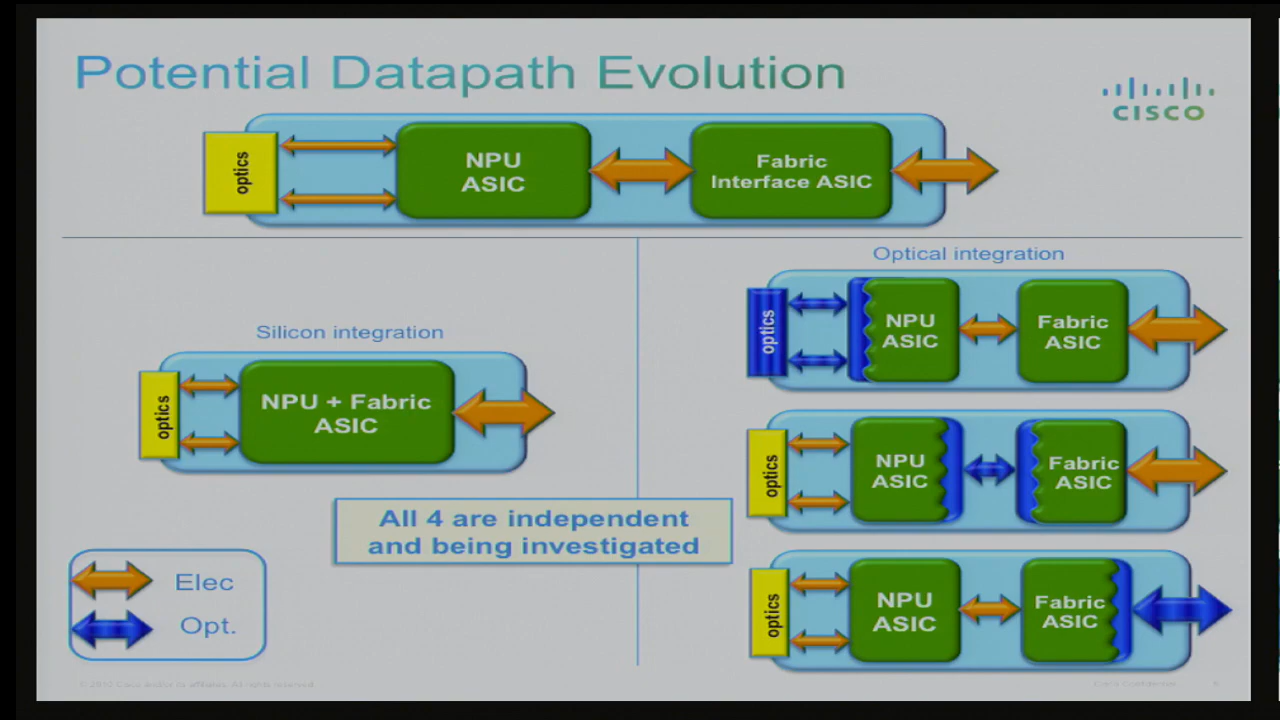 Potential Datapath Evolution
CISCO
optics
NPU
ASIC
Fabric
Interface ASIC
Silicon integration
optics
NPU + Fabric
ASIC
Optical integration
optics
NPU
ASIC
Fabric
ASIC
optics
NPU
ASIC
Fabric
ASIC
optics
NPU
ASIC
Fabric
ASIC
All 4 are independent
and being investigated
Elec
Opt.
Cisco Confidential